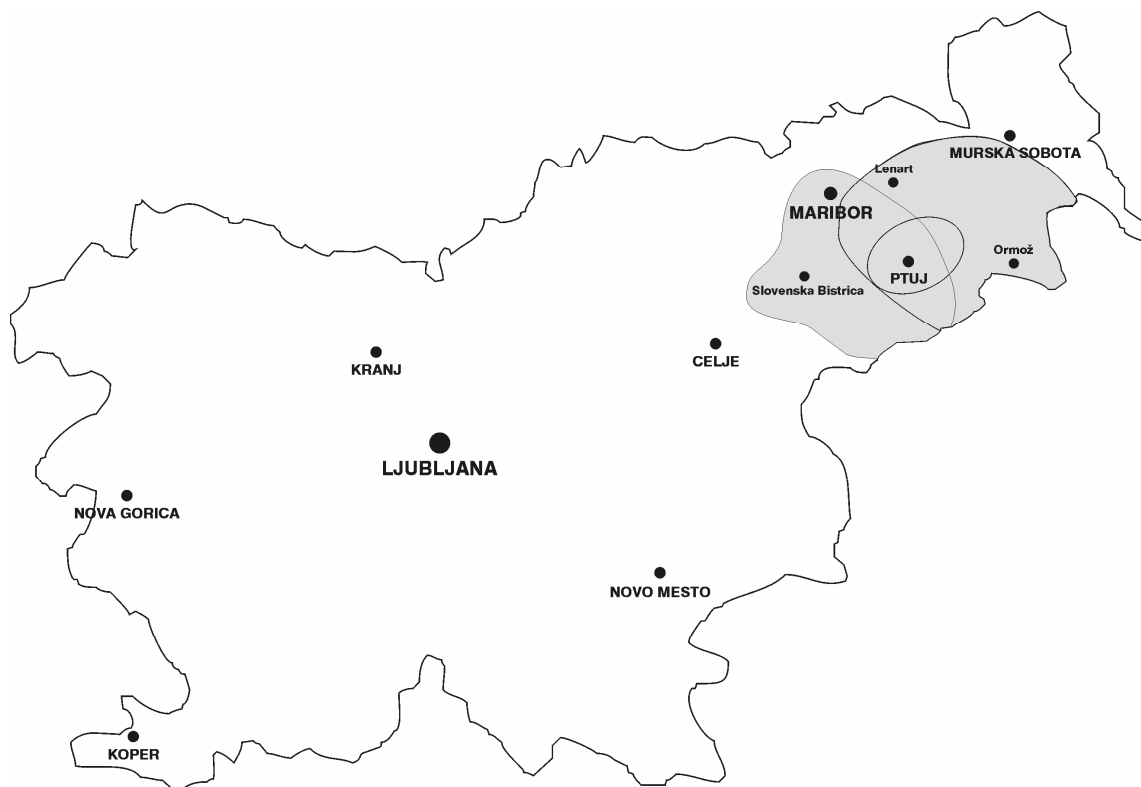 MURSKA SOBOTA
Lenart
MARIBOR
Ormož
PTUJ
Slovenska Bistrica
CELJE
KRANJ
LJUBLJANA
NOVA GORICA
NOVO MESTO
KOPER